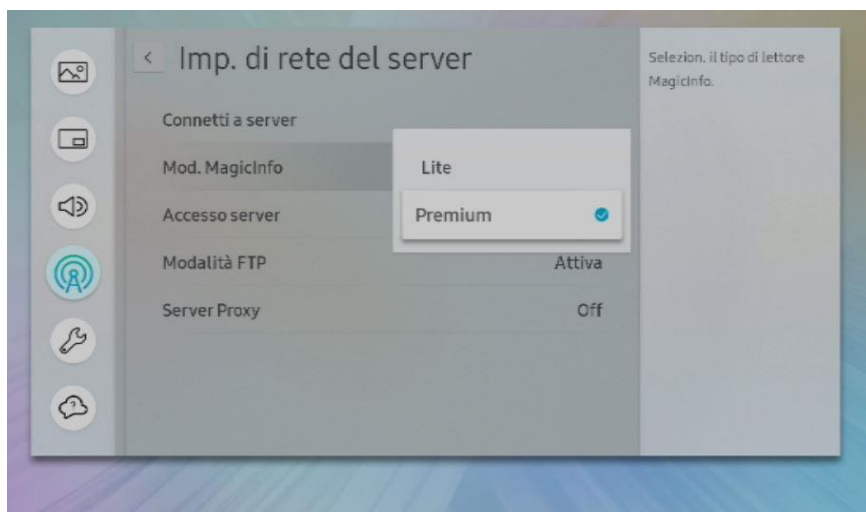 Imp. di rete del server
Selezion. il tipo di lettore
MagicInfo.
Connetti a server
Mod. MagicInfo
Lite
Accesso server
Premium
Modalità FTP Attiva
Server Proxy Off